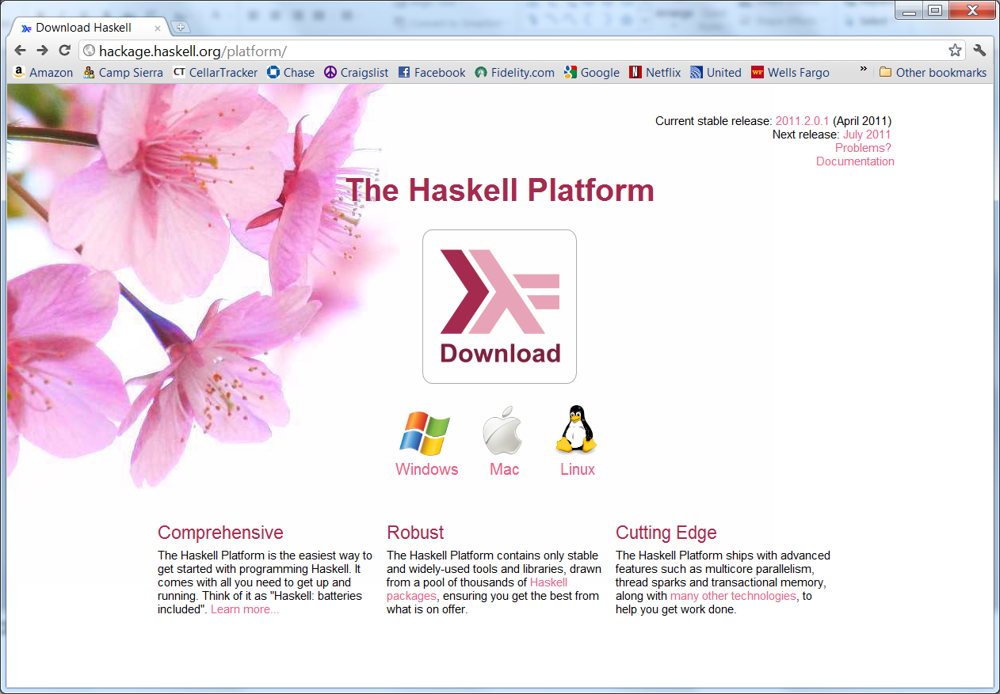 Download Haskell
hackage.haskell.org/platform/
Amazon Camp Sierra CellarTracker Chase Craigslist Facebook Fidelity.com Google Netflix United Wells Fargo » Other bookmarks
Current stable release: 2011.2.0.1 (April 2011)
Next release: July 2011
Problems?
Documentation
The Haskell Platform
Download
Windows Mac Linux
Comprehensive
The Haskell Platform is the easiest way to
get started with programming Haskell. It
comes with all you need to get up and
running. Think of it as "Haskell: batteries
included". Learn more...
Robust
The Haskell Platform contains only stable
and widely-used tools and libraries, drawn
from a pool of thousands of Haskell
packages, ensuring you get the best from
what is on offer.
Cutting Edge
The Haskell Platform ships with advanced
features such as multicore parallelism,
thread sparks and transactional memory,
along with many other technologies, to
help you get work done.